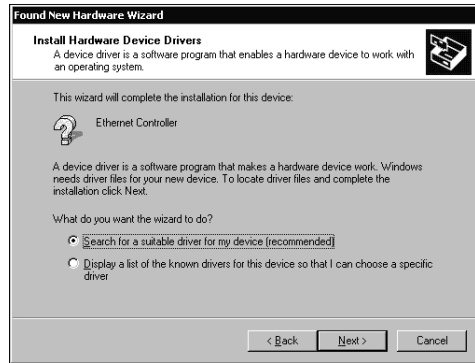 Found New Hardware Wizard
Install Hardware Device Drivers
A device driver is a software program that enables a hardware device to work with
an operating system.
This wizard will complete the installation for this device:
Ethernet Controller
A device driver is a software program that makes a hardware device work. Windows
needs driver files for your new device. To locate driver files and complete the
installation click Next.
What do you want the wizard to do?
Search for a suitable driver for my device (recommended)
Display a list of the known drivers for this device so that I can choose a specific
driver
< Back
Next >
Cancel